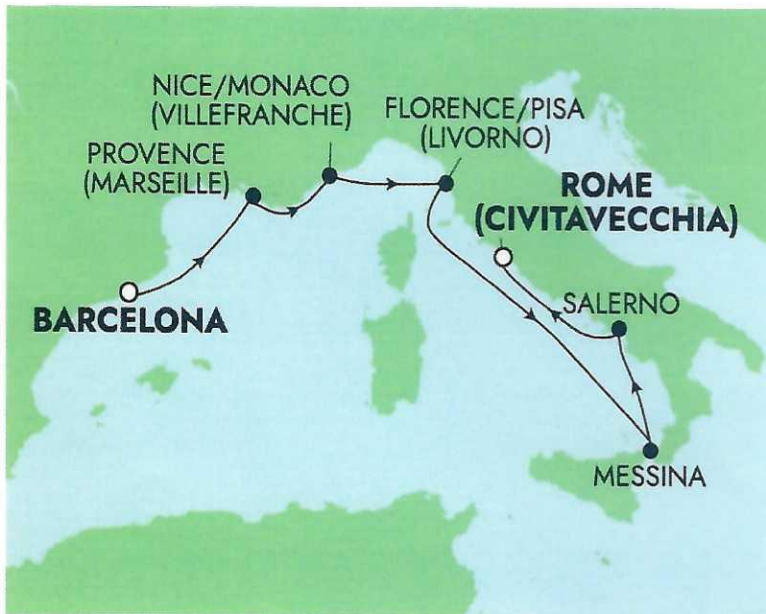 NICE/MONACO
(VILLEFRANCHE)
FLORENCE/PISA
(LIVORNO)
PROVENCE
(MARSEILLE)
ROME
(CIVITAVECCHIA)
BARCELONA
SALERNO
MESSINA